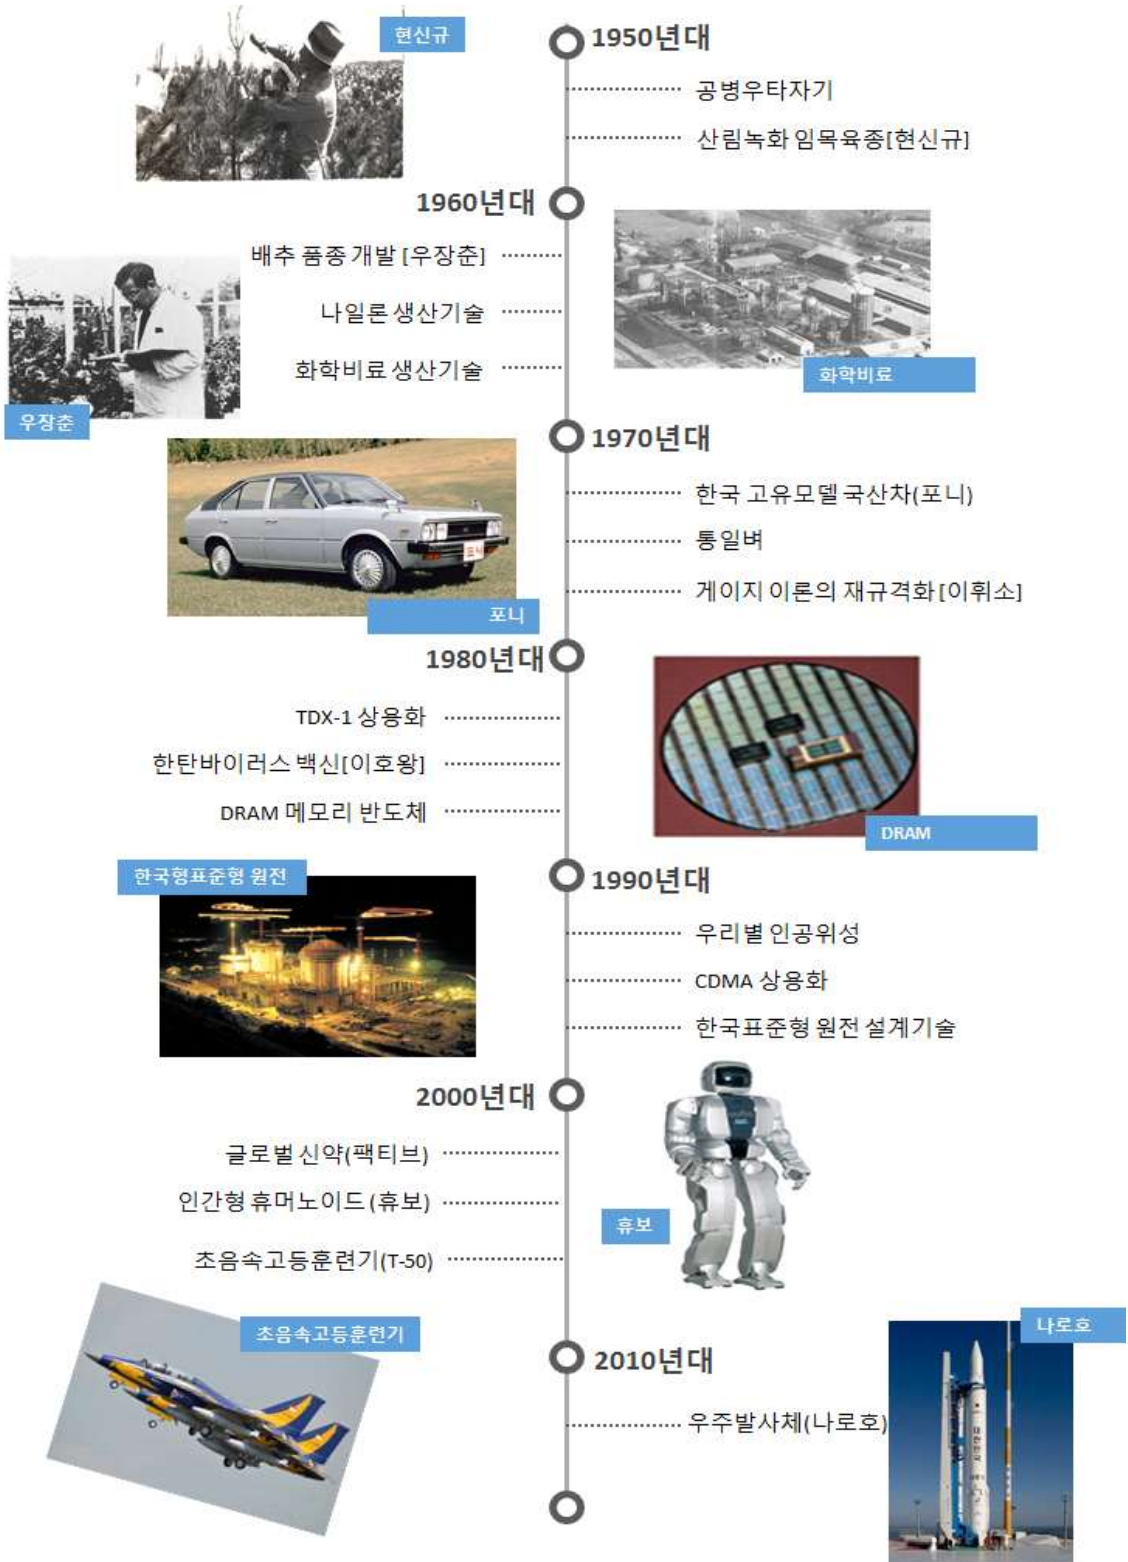 현신규
1950년대
공병우타자기
산림녹화 임목육종[현신규]
1960년대
배추 품종 개발 [우장춘]
나일론 생산기술
화학비료 생산기술
화학비료
우장춘
1970년대
한국 고유모델 국산차(포니)
통일벼
게이지 이론의 재규격화[이휘소]
포니
포니
1980년대
TDX-1 상용화
한탄바이러스 백신[이호왕]
DRAM 메모리 반도체
DRAM
한국형표준형 원전
1990년대
우리별 인공위성
CDMA 상용화
한국표준형 원전 설계기술
2000년대
글로벌 신약(팩티브)
인간형 휴머노이드 (휴보)
휴보
초음속고등훈련기(T-50)
초음속고등훈련기
나로호
2010년대
우주발사체(나로호)
대한민국